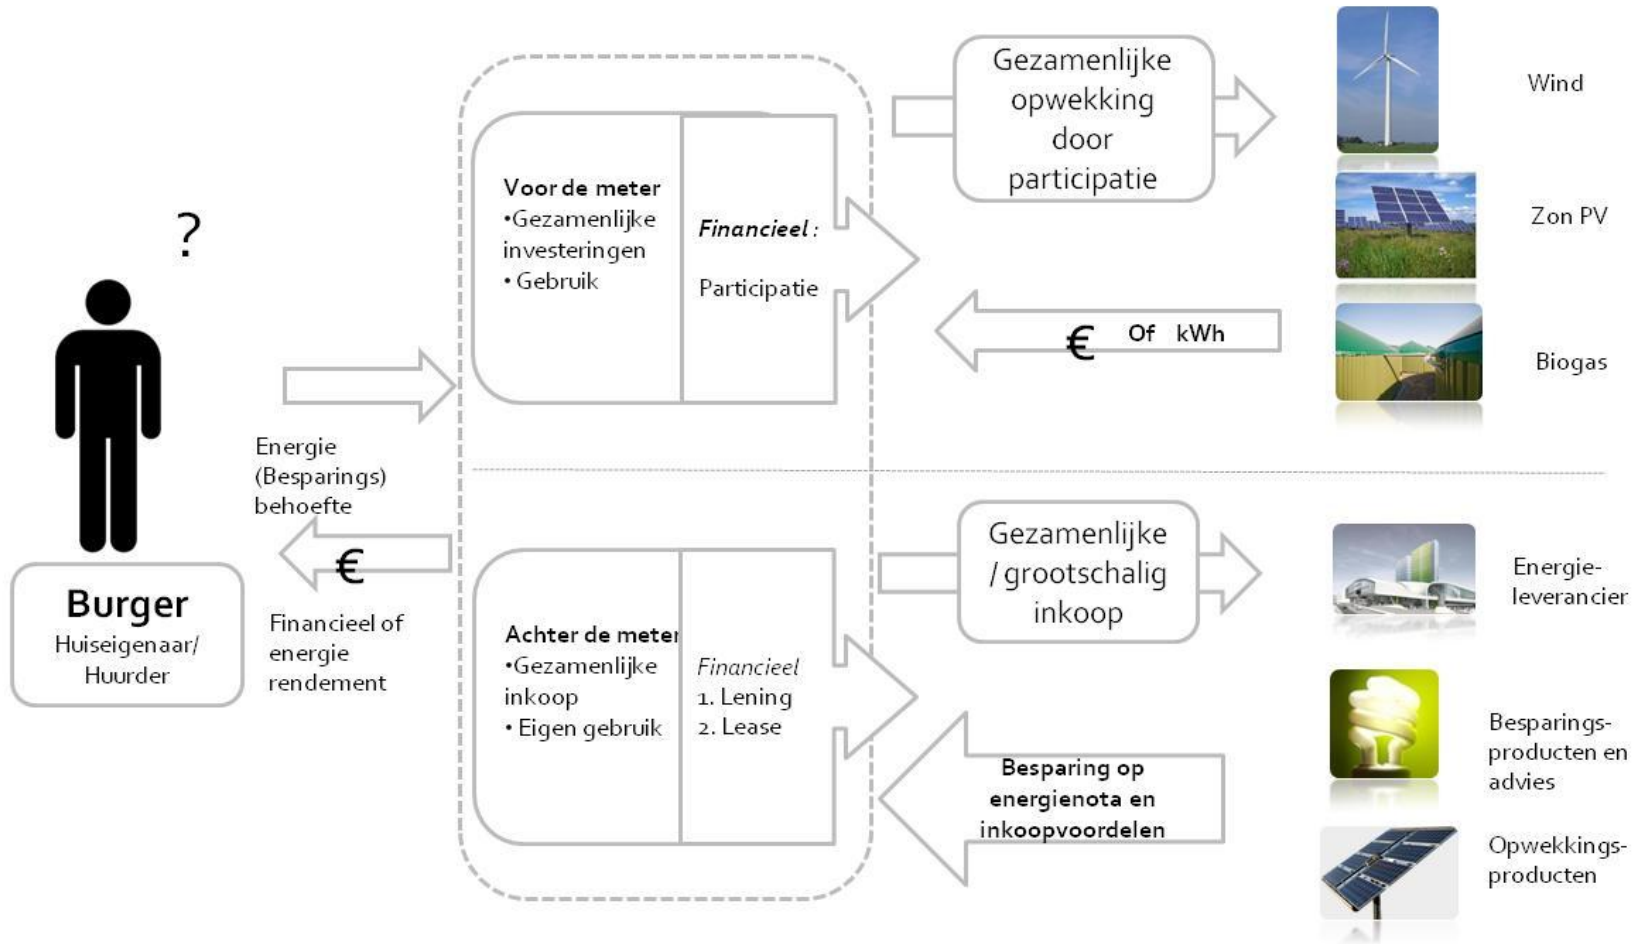 ?
Burger
Huiseigenaar/
Huurder
Energie
(Besparings)
behoefte
€
Financieel of
energie
rendement
Voor de meter
•Gezamenlijke
investeringen
• Gebruik
Financieel :
Participatie
Gezamenlijke
opwekking
door
participatie
€ Of kWh
Wind
Zon PV
Biogas
Achter de meter
•Gezamenlijke
inkoop
• Eigen gebruik
Financieel
1. Lening
2. Lease
Gezamenlijke
/ grootschalig
inkoop
Besparing op
energienota en
inkoopvoordelen
Energie-
leverancier
Besparings-
producten en
advies
Opwekkings-
producten